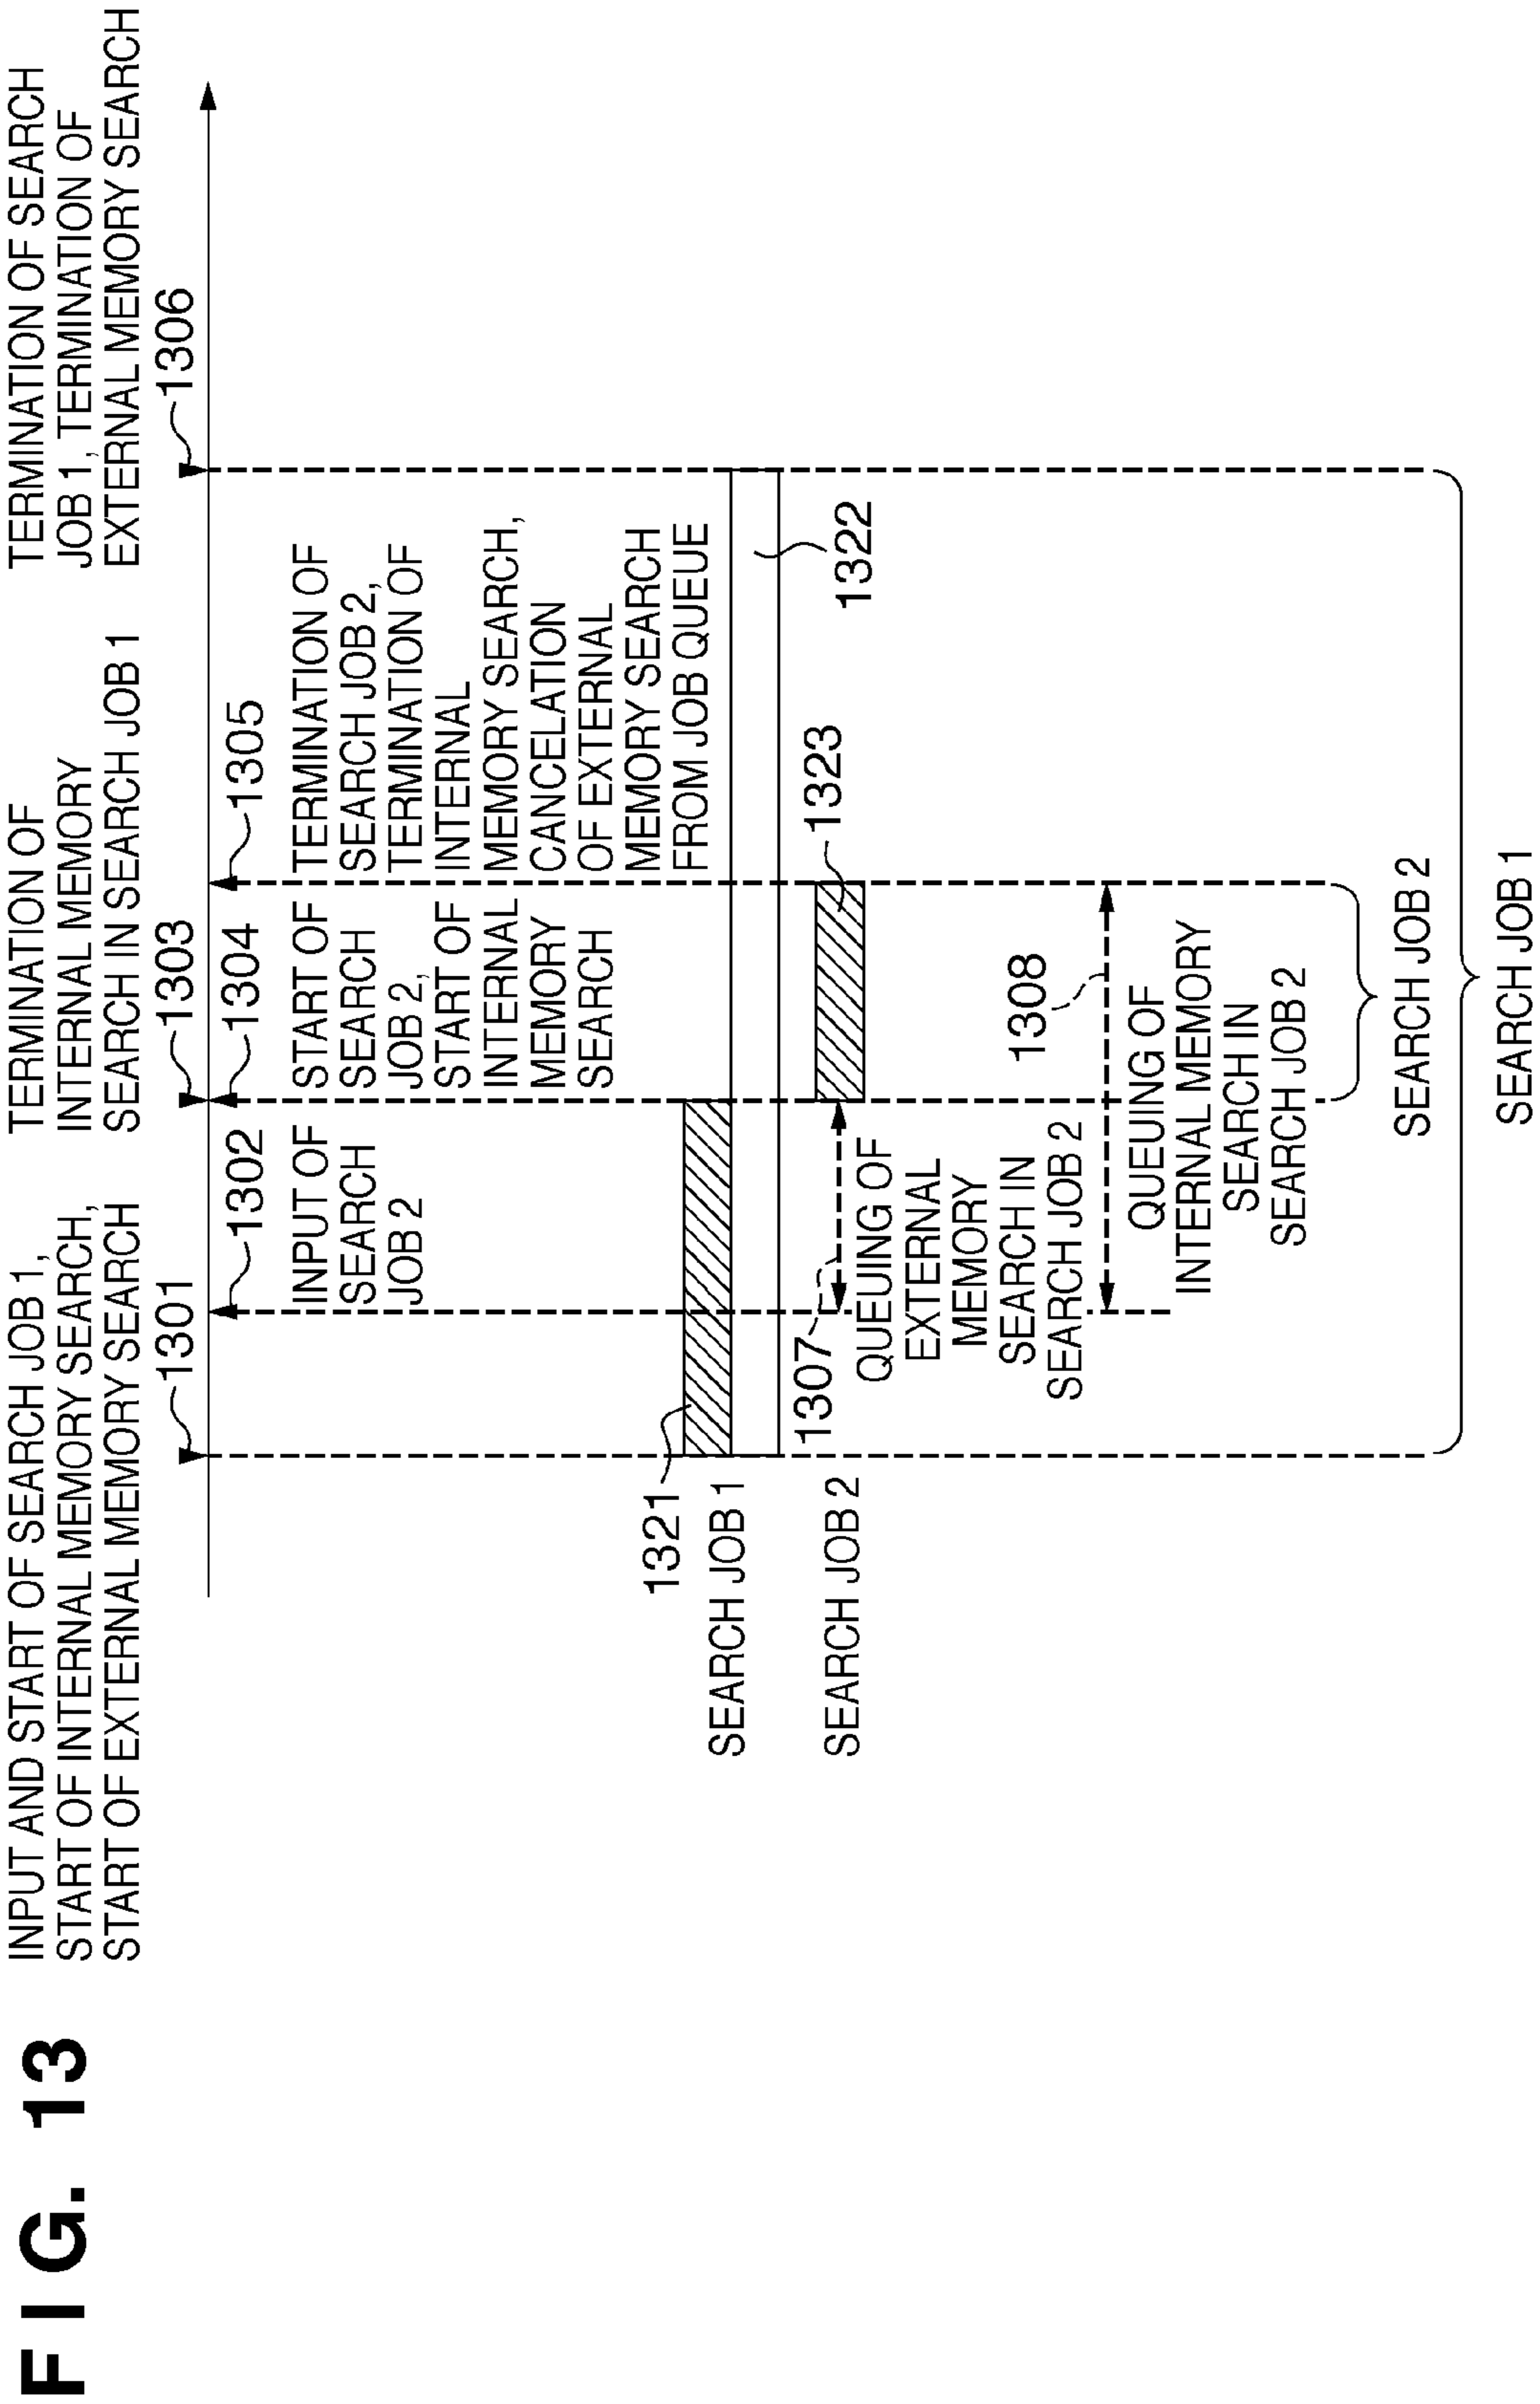 FIG. 13
INPUT AND START OF SEARCH JOB 1,
START OF INTERNAL MEMORY SEARCH,
START OF EXTERNAL MEMORY SEARCH
TERMINATION OF
INTERNAL MEMORY
SEARCH IN SEARCH JOB 1
TERMINATION OF SEARCH
JOB 1, TERMINATION OF
EXTERNAL MEMORY SEARCH
1301
1303
1306
1302
1304
1305
INPUT OF
SEARCH
JOB 2
START OF
SEARCH
JOB 2,
START OF
INTERNAL
MEMORY
SEARCH
TERMINATION OF
SEARCH JOB 2,
TERMINATION OF
INTERNAL
MEMORY SEARCH,
CANCELATION
OF EXTERNAL
MEMORY SEARCH
FROM JOB QUEUE
1321
SEARCH JOB 1
1322
SEARCH JOB 2
1307
1323
QUEUING OF
EXTERNAL
MEMORY
SEARCH IN
SEARCH JOB 2
1308
QUEUING OF
INTERNAL MEMORY
SEARCH IN
SEARCH JOB 2
SEARCH JOB 2
SEARCH JOB 1